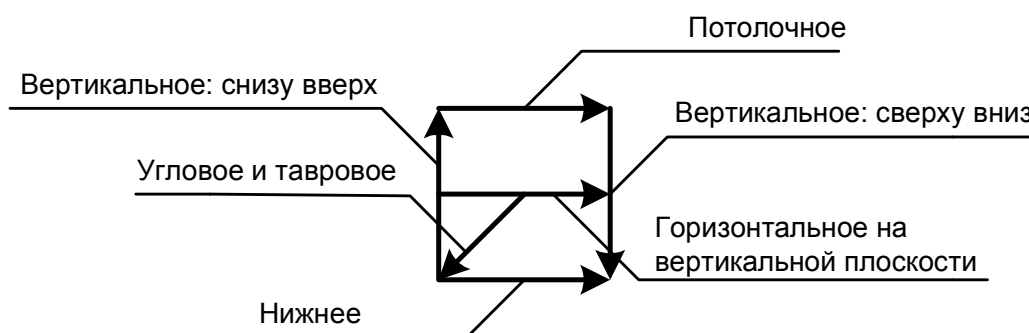 Потолочное
Вертикальное: снизу вверх
Вертикальное: сверху вниз
Угловое и тавровое
Горизонтальное на
вертикальной плоскости
Нижнее